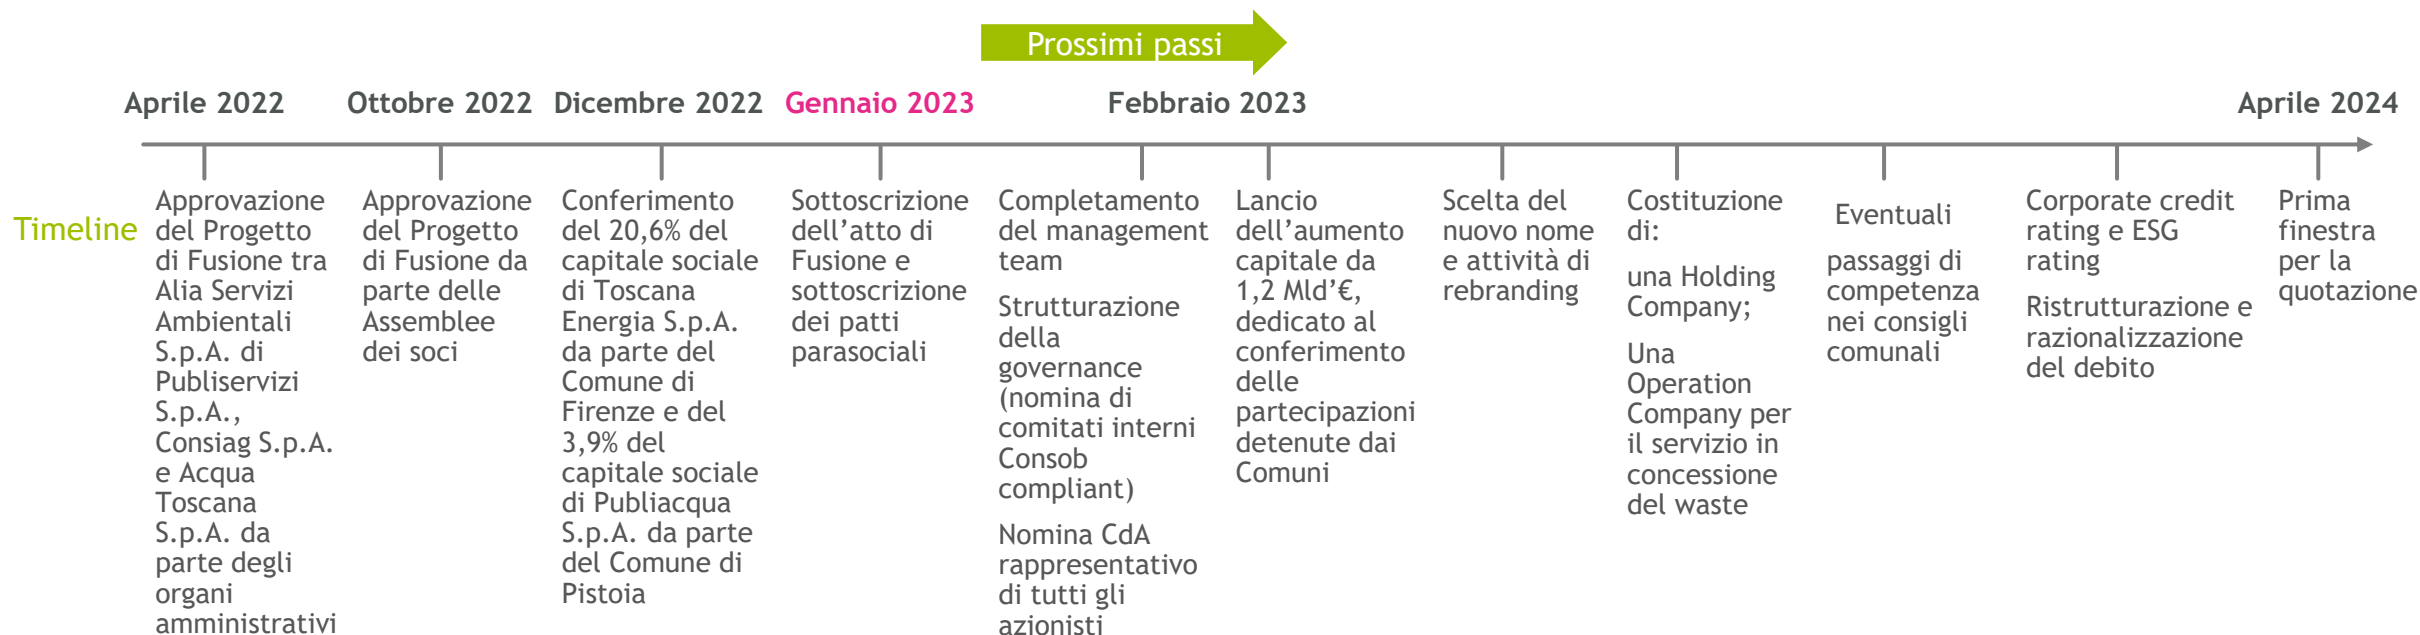 Prossimi passi
Aprile 2022
Ottobre 2022
Dicembre 2022
Gennaio 2023
Febbraio 2023
Aprile 2024
Timeline
Approvazione
del Progetto
di Fusione tra
Alia Servizi
Ambientali
S.p.A. di
Publiservizi
S.p.A.,
Consiag S.p.A.
e Acqua
Toscana
S.p.A. da
parte degli
organi
amministrativi
Approvazione
del Progetto
di Fusione da
parte delle
Assemblee
dei soci
Conferimento
del 20,6% del
capitale sociale
di Toscana
Energia S.p.A.
da parte del
Comune di
Firenze e del
3,9% del
capitale sociale
di Publiacqua
S.p.A. da parte
del Comune di
Pistoia
Sottoscrizione
dell’atto di
Fusione e
sottoscrizione
dei patti
parasociali
Completamento
del management
team
Strutturazione
della
governance
(nomina di
comitati interni
Consob
compliant)
Nomina CdA
rappresentativo
di tutti gli
azionisti
Lancio
dell’aumento
capitale da
1,2 Mld’€,
dedicato al
conferimento
delle
partecipazioni
detenute dai
Comuni
Scelta del
nuovo nome
e attività di
rebranding
Costituzione
di:
una Holding
Company;
Una
Operation
Company per
il servizio in
concessione
del waste
Eventuali
passaggi di
competenza
nei consigli
comunali
Corporate credit
rating e ESG
rating
Ristrutturazione e
razionalizzazione
del debito
Prima
finestra
per la
quotazione